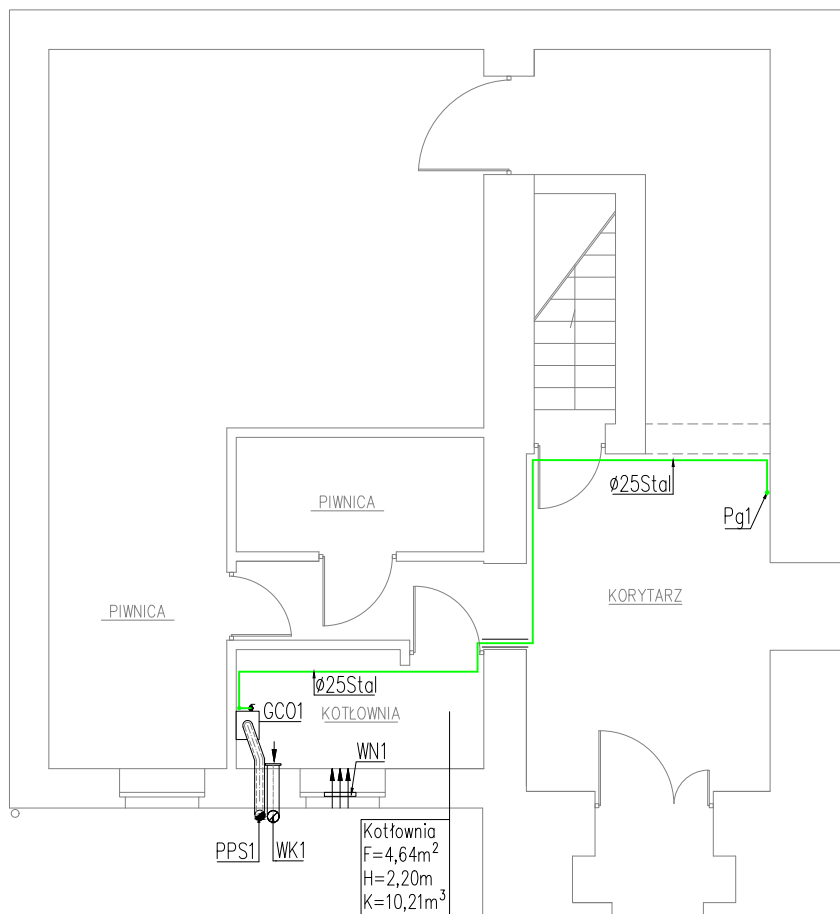 PIWNICA
ø25Stal
Pg1
KORYTARZ
PIWNICA
ø25Stal
GCO1
KOTŁOWNIA
WN1
PPS1
WK1
Kotłownia
F=4,64m²
H=2,20m
K=10,21m³